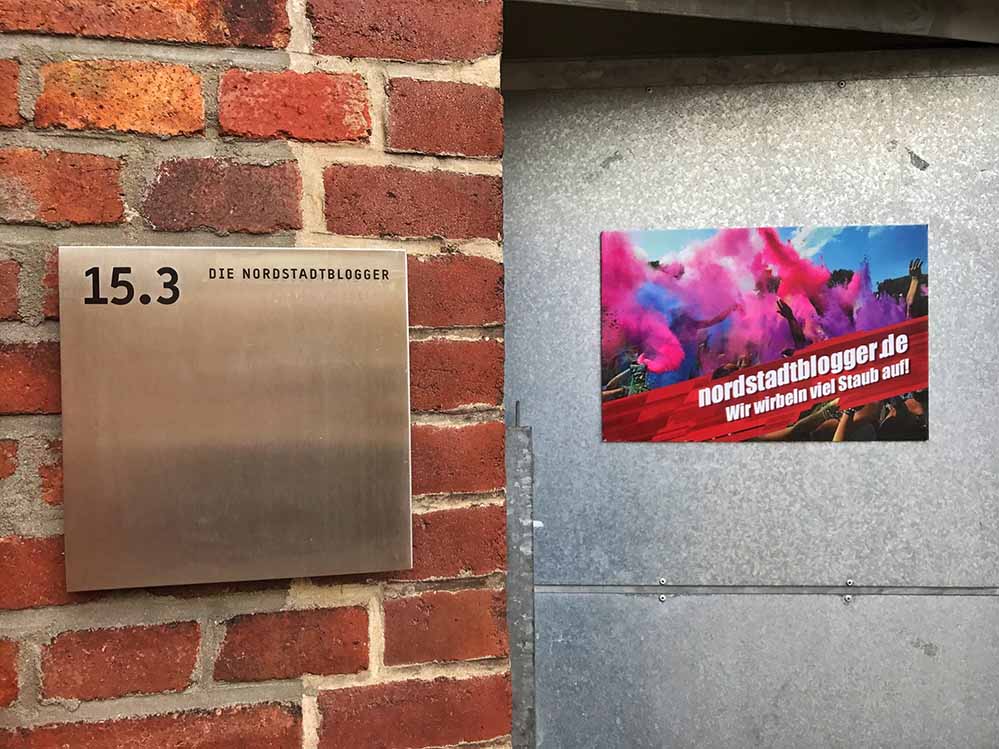 15.3 DIE NORDSTADTBLOGGER
nordstadtblogger.de
Wir wirbeln viel Staub auf!